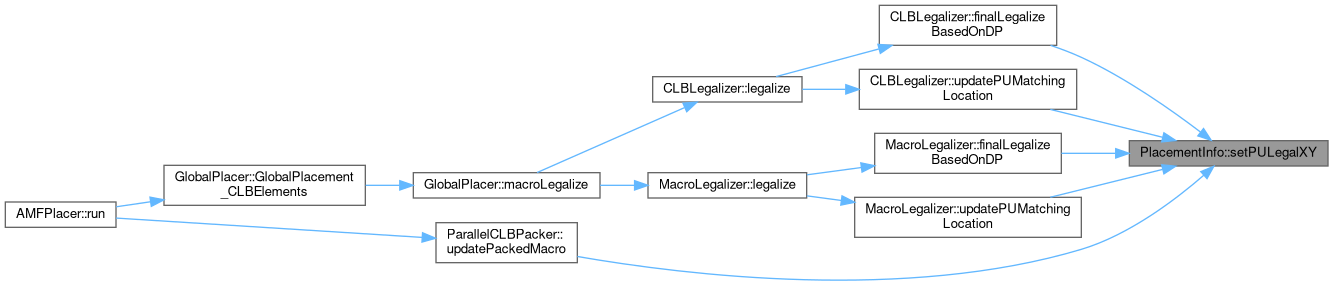 CLBLegalizer::finalLegalize
BasedOnDP
CLBLegalizer::legalize
CLBLegalizer::updatePUMatching
Location
PlacementInfo::setPULegalXY
MacroLegalizer::finalLegalize
BasedOnDP
GlobalPlacer::GlobalPlacement
_CLBElements
GlobalPlacer::macroLegalize
MacroLegalizer::legalize
AMFPlacer::run
MacroLegalizer::updatePUMatching
Location
ParallelCLBPacker::
updatePackedMacro